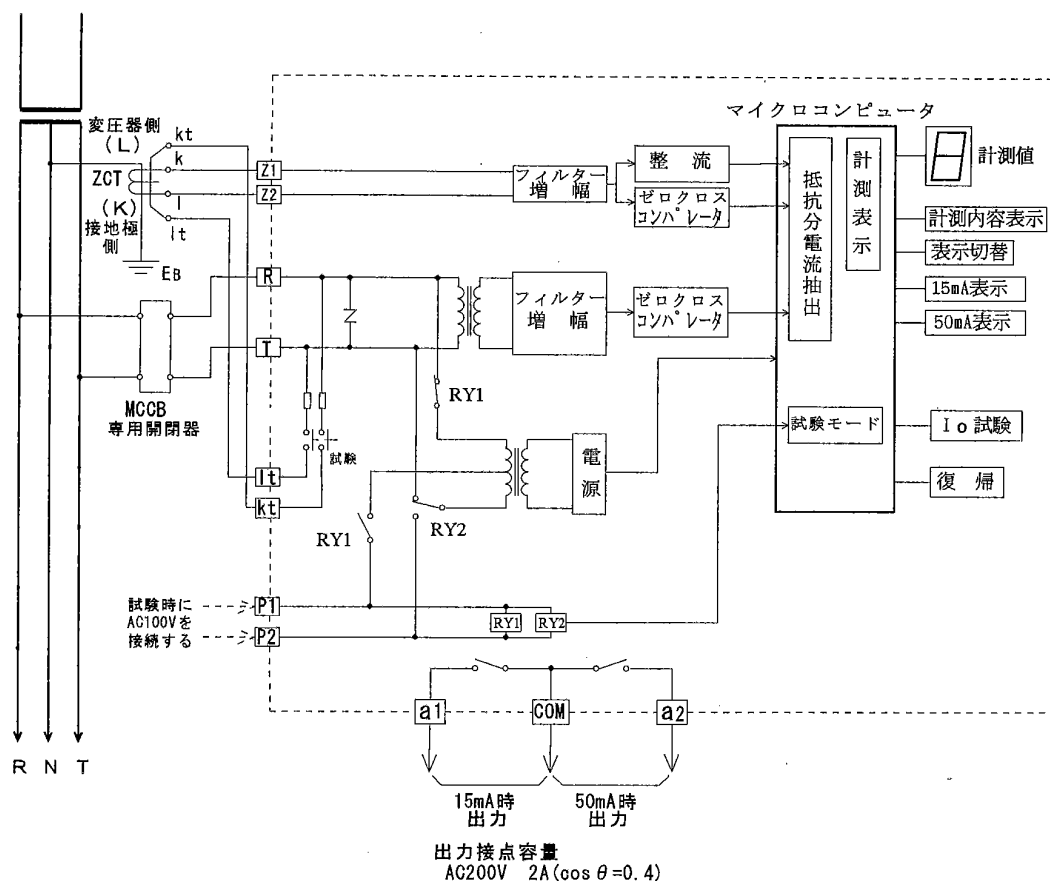 マイクロコンピュータ
変圧器側
(L)
kt
k
ZCT
l
(K)
接地極
側
lt
EB
Z1
Z2
フィルター
増幅
整流
ゼロクロス
コンパレータ
抵抗分電流抽出
計測表示
計測値
計測内容表示
表示切替
15mA表示
50mA表示
R
T
フィルター
増幅
ゼロクロス
コンパレータ
MCCB
専用開閉器
RY1
試験
lt
kt
電源
試験モード
Io試験
復帰
RY1
RY2
試験時に
AC100Vを
接続する
P1
P2
RY1
RY2
a1
COM
a2
R N T
15mA時
出力
50mA時
出力
出力接点容量
AC200V 2A(cosθ=0.4)